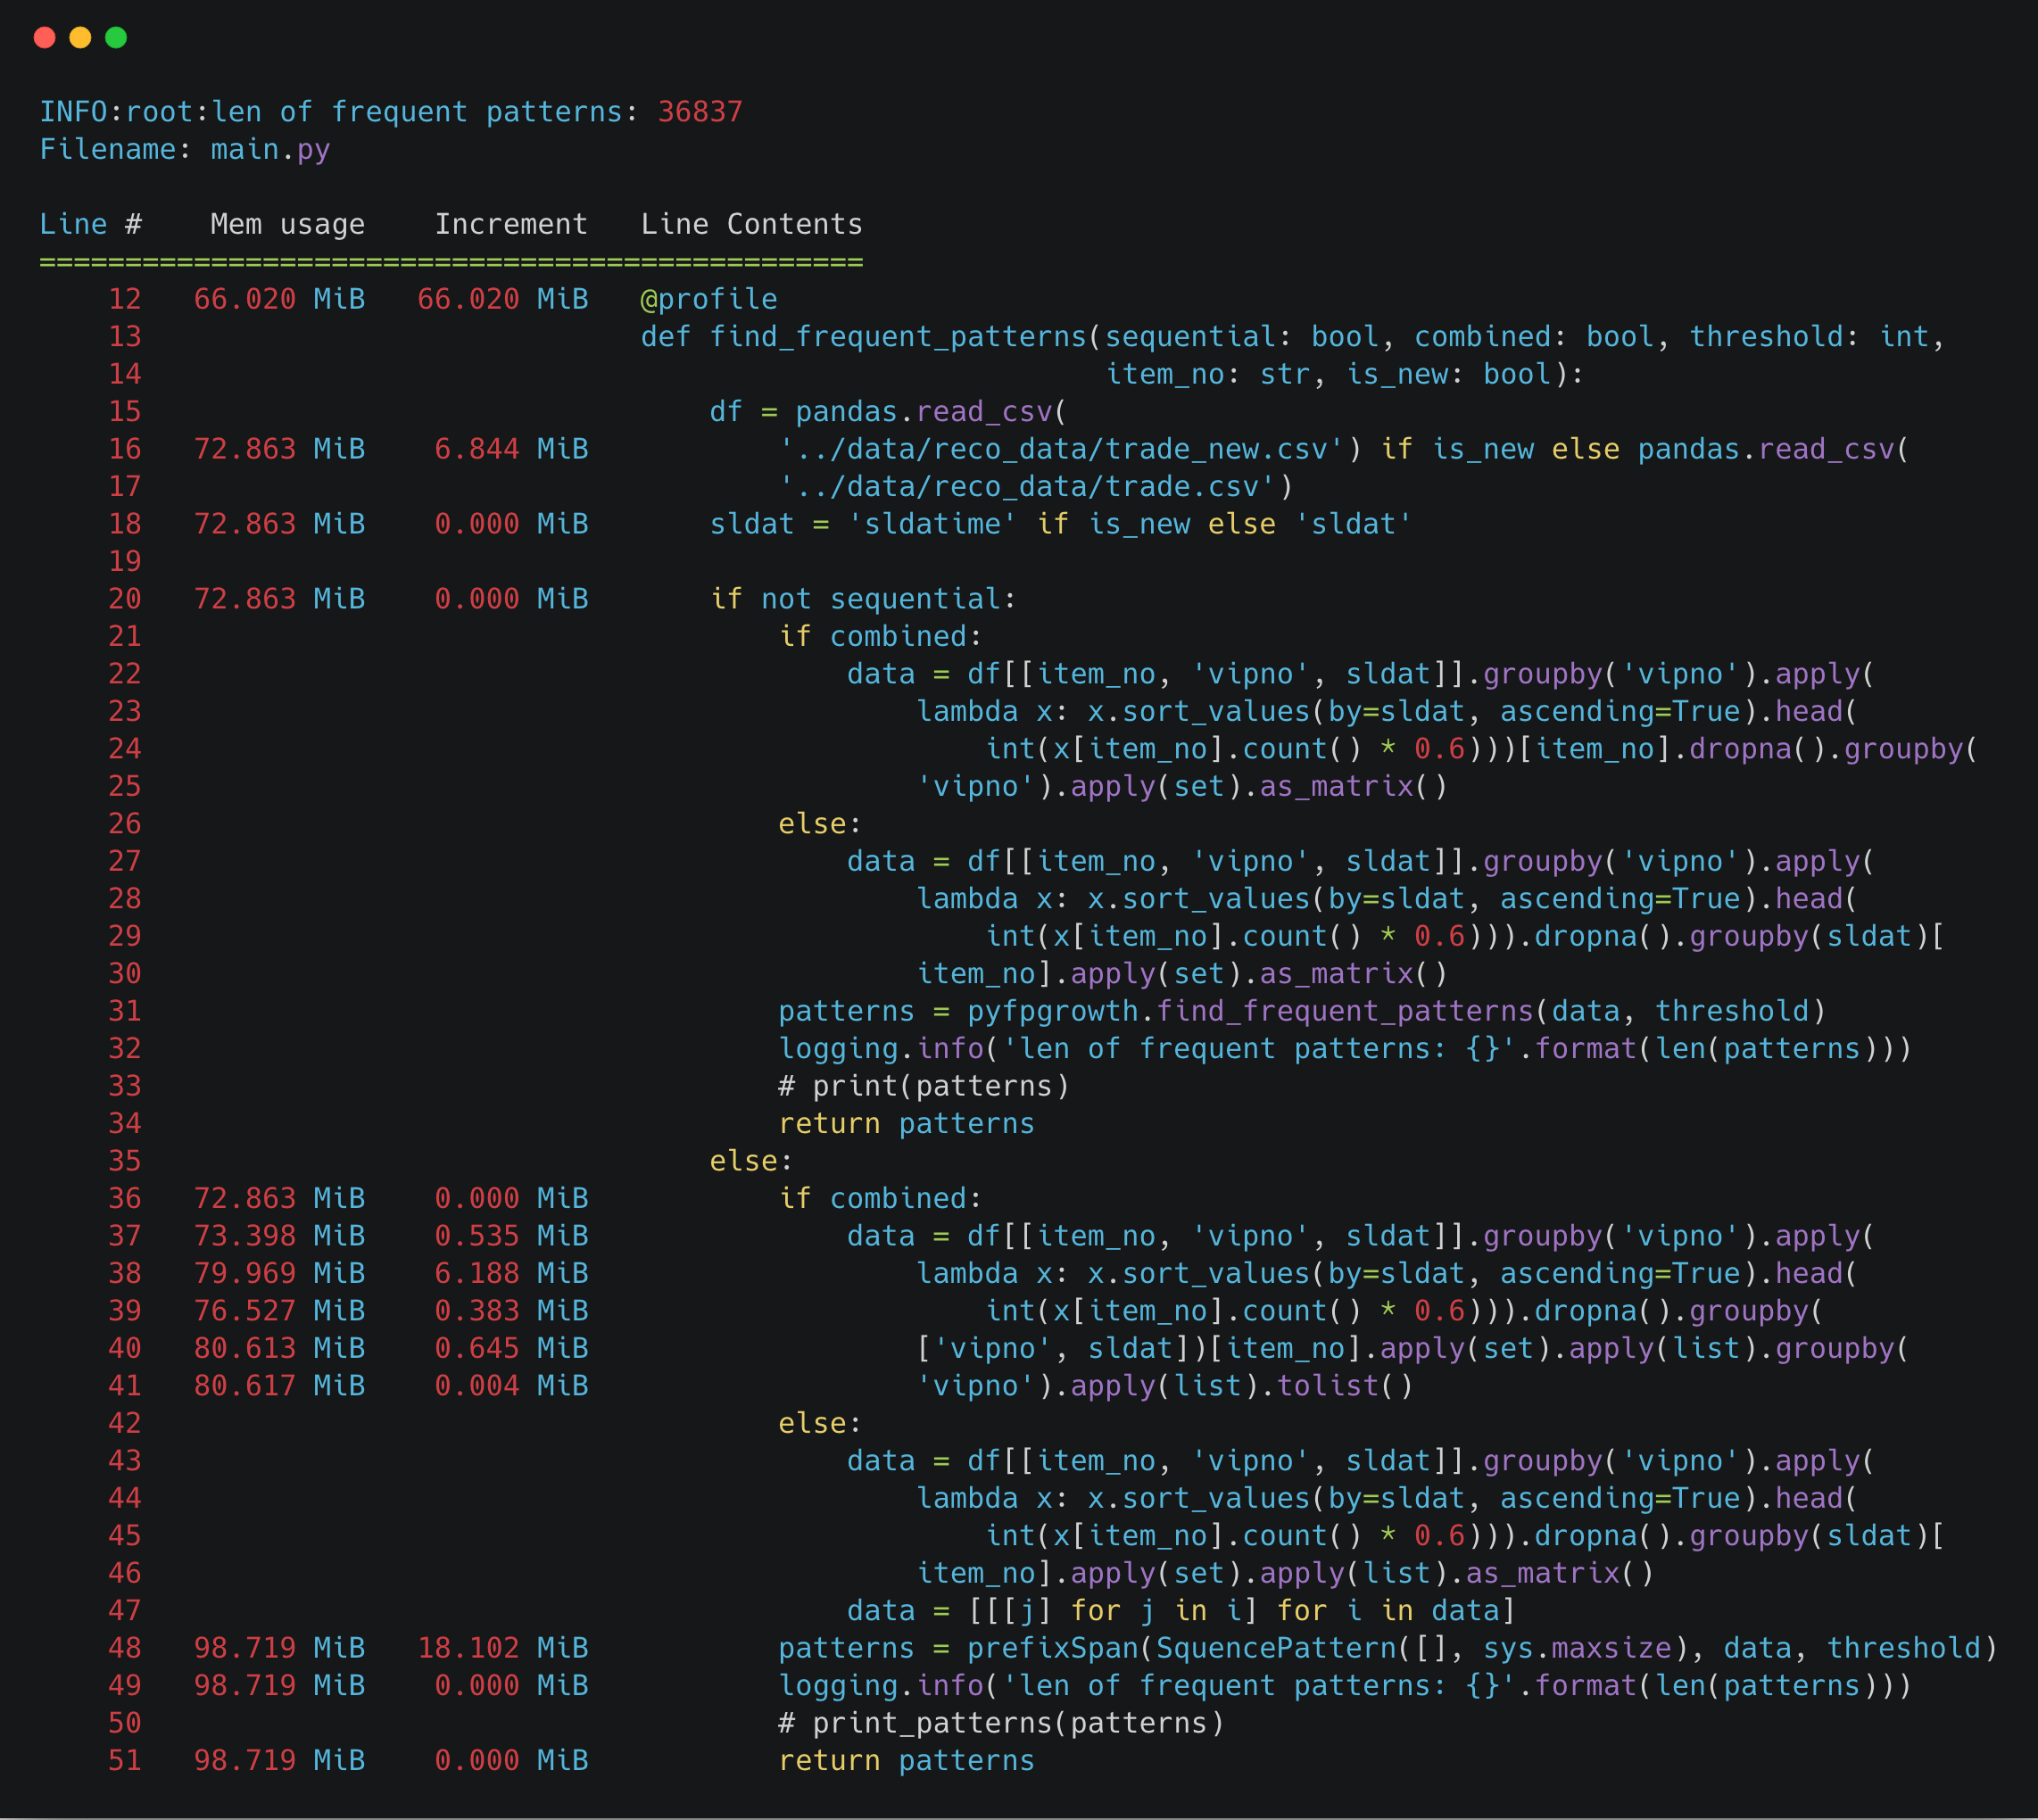 INFO:root:len of frequent patterns: 36837
Filename: main.py

Line #    Mem usage    Increment   Line Contents
================================================
    12   66.020 MiB   66.020 MiB   @profile
    13                             def find_frequent_patterns(sequential: bool, combined: bool, threshold: int,
    14                                                        item_no: str, is_new: bool):
    15                                 df = pandas.read_csv(
    16   72.863 MiB    6.844 MiB           '../data/reco_data/trade_new.csv') if is_new else pandas.read_csv(
    17                                     '../data/reco_data/trade.csv')
    18   72.863 MiB    0.000 MiB       sldat = 'sldatime' if is_new else 'sldat'
    19
    20   72.863 MiB    0.000 MiB       if not sequential:
    21                                     if combined:
    22                                         data = df[[item_no, 'vipno', sldat]].groupby('vipno').apply(
    23                                             lambda x: x.sort_values(by=sldat, ascending=True).head(
    24                                                 int(x[item_no].count() * 0.6)))[item_no].dropna().groupby(
    25                                             'vipno').apply(set).as_matrix()
    26                                     else:
    27                                         data = df[[item_no, 'vipno', sldat]].groupby('vipno').apply(
    28                                             lambda x: x.sort_values(by=sldat, ascending=True).head(
    29                                                 int(x[item_no].count() * 0.6))).dropna().groupby(sldat)[
    30                                             item_no].apply(set).as_matrix()
    31                                     patterns = pyfpgrowth.find_frequent_patterns(data, threshold)
    32                                     logging.info('len of frequent patterns: {}'.format(len(patterns)))
    33                                     # print(patterns)
    34                                     return patterns
    35                                 else:
    36   72.863 MiB    0.000 MiB           if combined:
    37   73.398 MiB    0.535 MiB               data = df[[item_no, 'vipno', sldat]].groupby('vipno').apply(
    38   79.969 MiB    6.188 MiB                   lambda x: x.sort_values(by=sldat, ascending=True).head(
    39   76.527 MiB    0.383 MiB                       int(x[item_no].count() * 0.6))).dropna().groupby(
    40   80.613 MiB    0.645 MiB                   ['vipno', sldat])[item_no].apply(set).apply(list).groupby(
    41   80.617 MiB    0.004 MiB                   'vipno').apply(list).tolist()
    42                                     else:
    43                                         data = df[[item_no, 'vipno', sldat]].groupby('vipno').apply(
    44                                             lambda x: x.sort_values(by=sldat, ascending=True).head(
    45                                                 int(x[item_no].count() * 0.6))).dropna().groupby(sldat)[
    46                                             item_no].apply(set).apply(list).as_matrix()
    47                                         data = [[[j] for j in i] for i in data]
    48   98.719 MiB   18.102 MiB           patterns = prefixSpan(SquencePattern([], sys.maxsize), data, threshold)
    49   98.719 MiB    0.000 MiB           logging.info('len of frequent patterns: {}'.format(len(patterns)))
    50                                     # print_patterns(patterns)
    51   98.719 MiB    0.000 MiB           return patterns